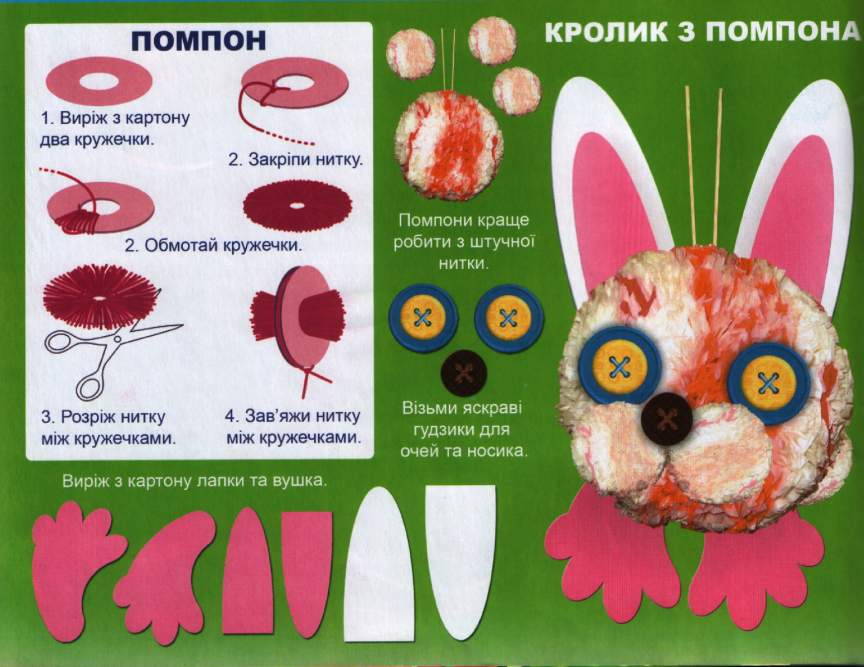 ПОМПОН
1. Виріж з картону
два кружечки.
2. Закріпи нитку.
2. Обмотай кружечки.
3. Розріж нитку
між кружечками.
4. Зав’яжи нитку
між кружечками.
Помпони краще
робити з штучної
нитки.
Візьми яскраві
гудзики для
очей та носика.
Виріж з картону лапки та вушка.
КРОЛИК З ПОМПОНА